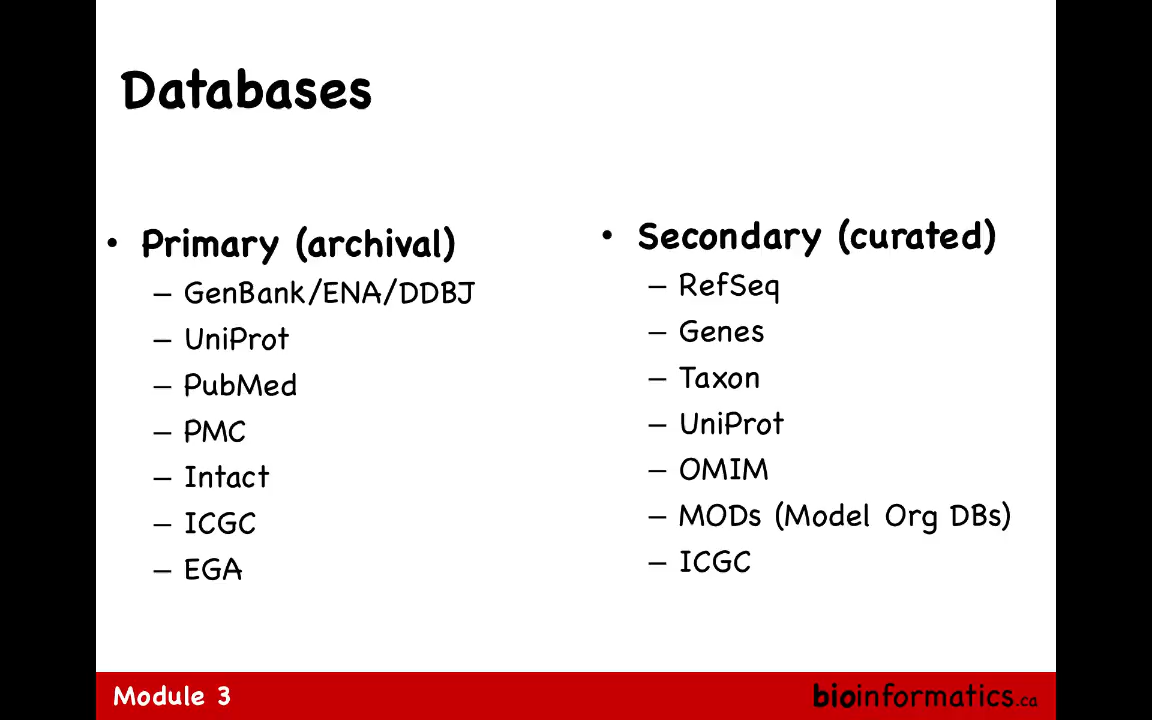 Databases
• Primary (archival)
– GenBank/ENA/DDBJ
– UniProt
– PubMed
– PMC
– Intact
– ICGC
– EGA
• Secondary (curated)
– RefSeq
– Genes
– Taxon
– UniProt
– OMIM
– MODs (Model Org DBs)
– ICGC
Module 3
bioinformatics.ca